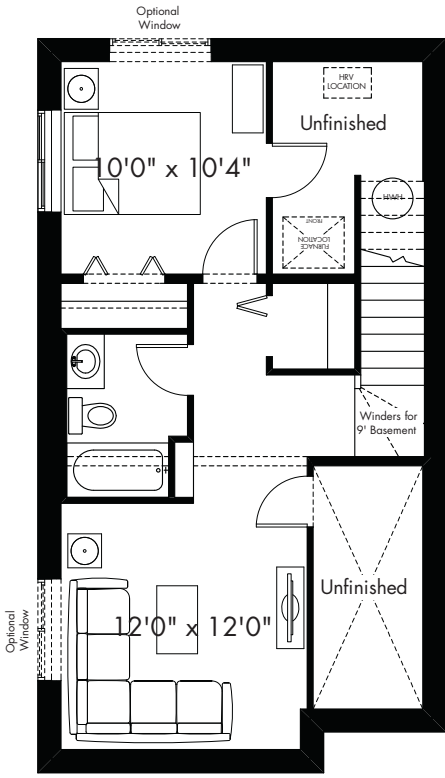 Optional
Window
HRV
LOCATION
Unfinished
10'0" x 10'4"
HWH
FURNACE
LOCATION
FRONT
Winders for
9' Basement
Optional
Window
12'0" x 12'0"
Unfinished